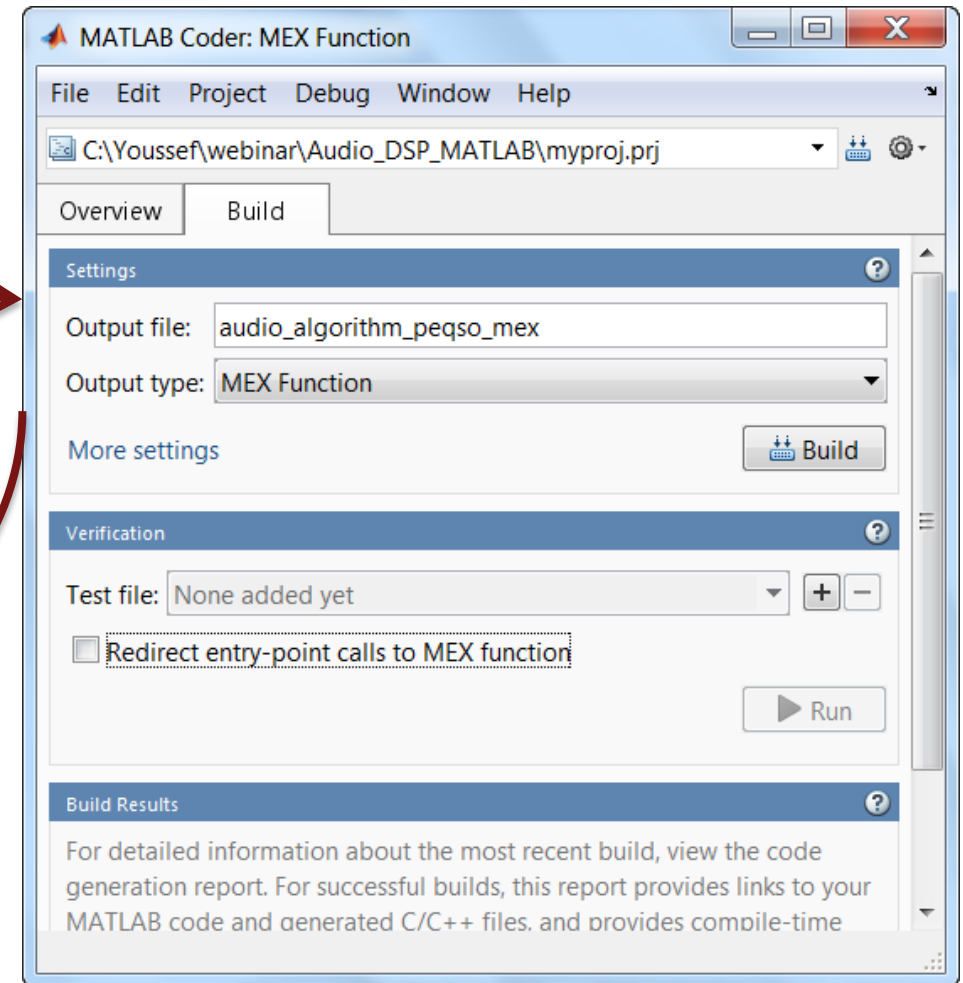 MATLAB Coder: MEX Function
File Edit Project Debug Window Help
C:\Youssef\webinar\Audio_DSP_MATLAB\myproj.prj
Overview Build
Settings
Output file: audio_algorithm_peqso_mex
Output type: MEX Function
More settings Build
Verification
Test file: None added yet
Redirect entry-point calls to MEX function
Run
Build Results
For detailed information about the most recent build, view the code
generation report. For successful builds, this report provides links to your
MATLAB code and generated C/C++ files, and provides compile-time